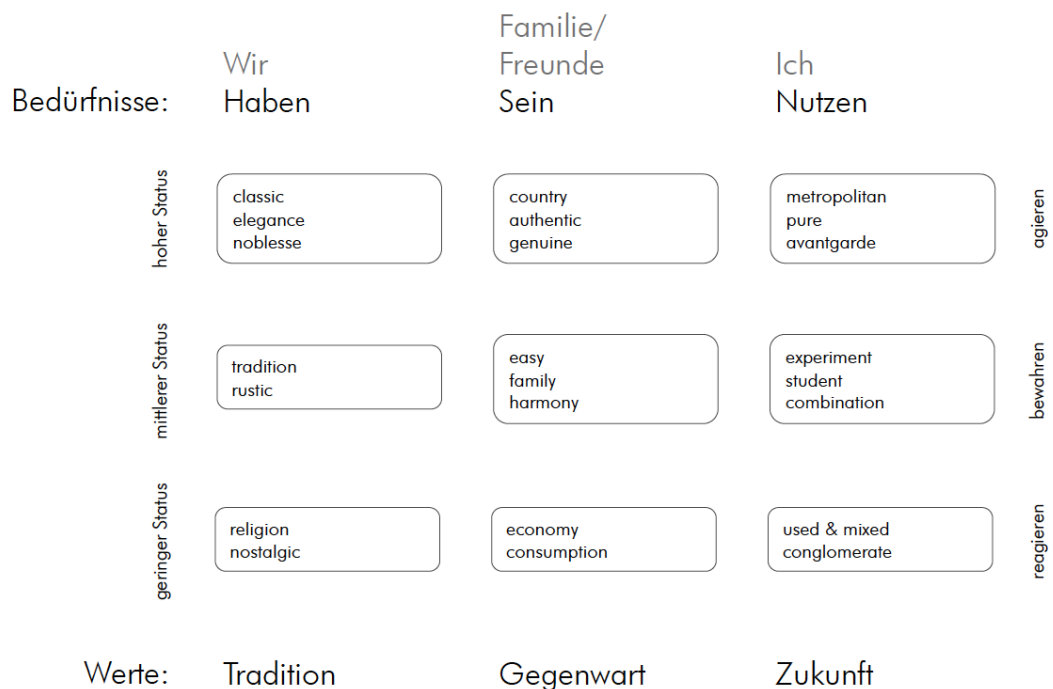 Wir
Familie/
Freunde
Ich
Bedürfnisse:
Haben
Sein
Nutzen
hoher Status
classic
elegance
noblesse
country
authentic
genuine
metropolitan
pure
avantgarde
agieren
mittlerer Status
tradition
rustic
easy
family
harmony
experiment
student
combination
bewahren
geringer Status
religion
nostalgic
economy
consumption
used & mixed
conglomerate
reagieren
Werte:
Tradition
Gegenwart
Zukunft